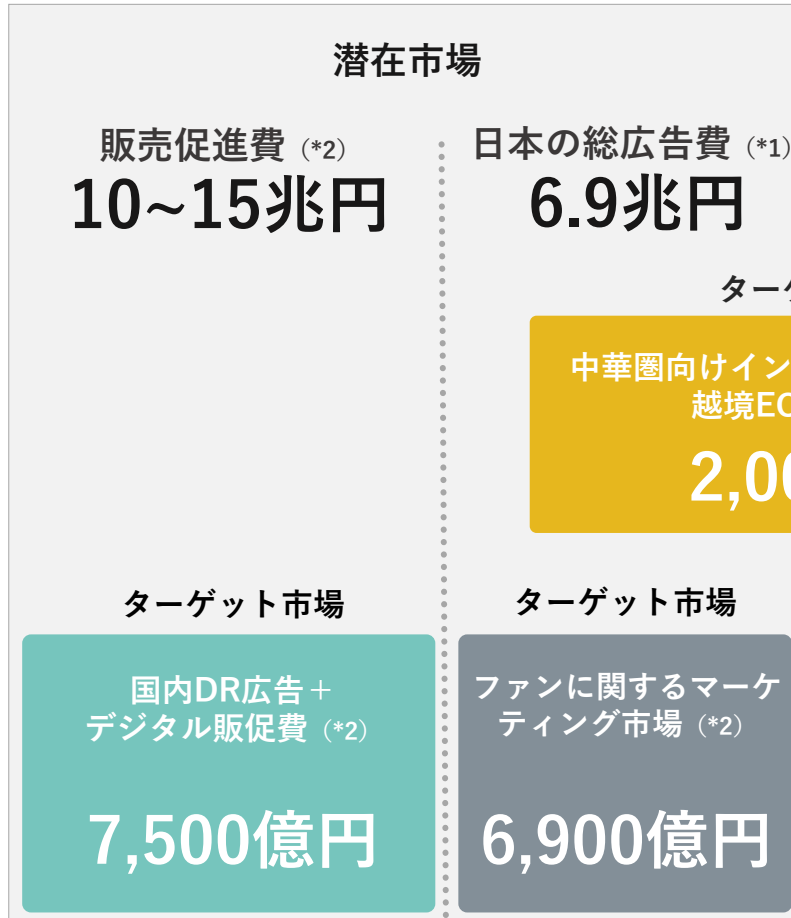 潜在市場
販売促進費 (*2)
10~15兆円
日本の総広告費 (*1)
6.9兆円
ター
中華圏向けイン
越境EC
2,00
ターゲット市場
国内DR広告＋
デジタル販促費 (*2)
7,500億円
ターゲット市場
ファンに関するマーケ
ティング市場 (*2)
6,900億円